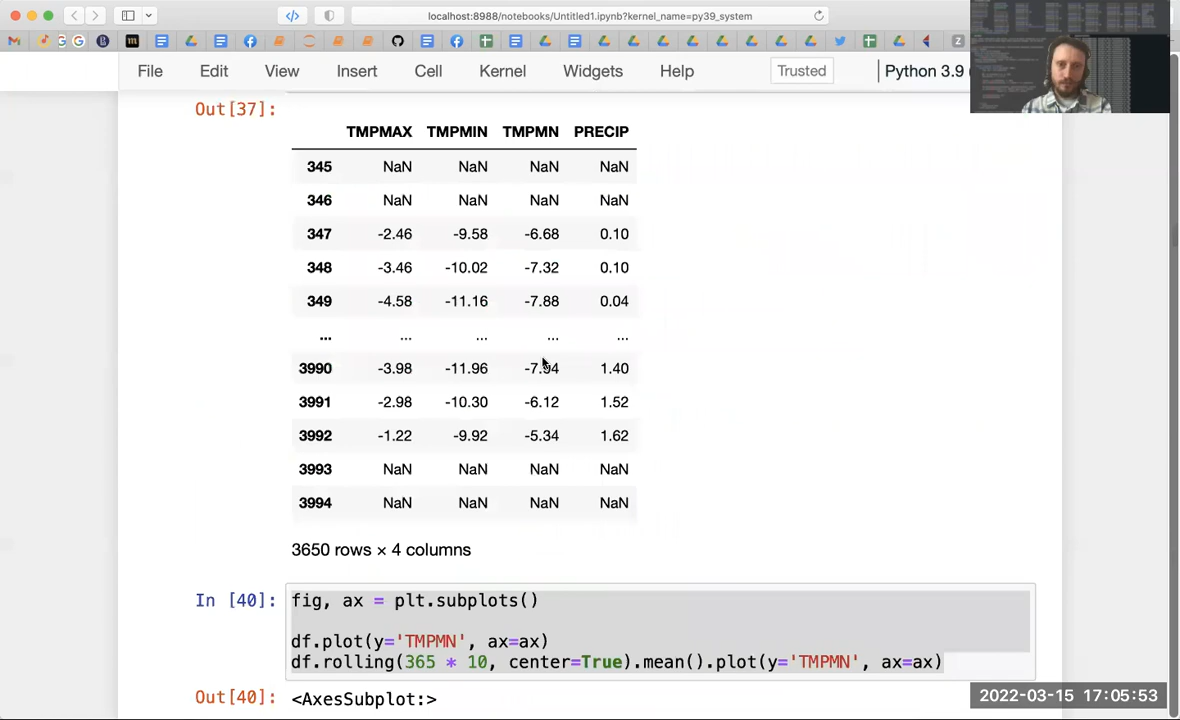 localhost:8988/notebooks/Untitled1.ipynb?kernel_name=py39_system
File Edit View Insert Cell Kernel Widgets Help Trusted Python 3.9
Out[37]:
TMPMAX TMPMIN TMPMN PRECIP
345 NaN NaN NaN NaN
346 NaN NaN NaN NaN
347 -2.46 -9.58 -6.68 0.10
348 -3.46 -10.02 -7.32 0.10
349 -4.58 -11.16 -7.88 0.04
... ... ... ... ...
3990 -3.98 -11.96 1.40
3991 -2.98 -10.30 -6.12 1.52
3992 -1.22 -9.92 -5.34 1.62
3993 NaN NaN NaN NaN
3994 NaN NaN NaN NaN
3650 rows × 4 columns
In [40]: fig, ax = plt.subplots()
df.plot(y='TMPMN', ax=ax)
df.rolling(365 * 10, center=True).mean().plot(y='TMPMN', ax=ax)
Out[40]: <AxesSubplot:>
2022-03-15 17:05:53